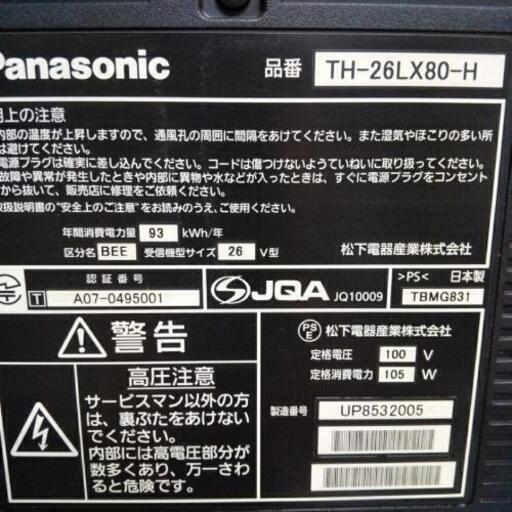 Panasonic
品番 TH-26LX80-H
用上の注意
内部の温度が上昇しますので、通風孔の周囲に間隔をあけてください。また湿気やほこりの多い所
は避けてください。
電源プラグは確実に差し込んでください。コードは傷つけないようていねいに取り扱ってください。
故障や異常が発生したときや内部に異物や水などが入ったときは、すぐに電源プラグをコンセント
から抜いて、販売店に修理をご依頼ください。
取扱説明書の"安全上のご注意"をお読みのうえ、ご使用ください。
年間消費電力量 93 kWh/年
区分名 BEE 受信機型サイズ 26 V型
松下電器産業株式会社
認証番号
T A07-0495001
JQA JQ10009
>PS< 日本製
TBMG831
警告
高圧注意
サービスマン以外の方
は、裏ぶたをあけない
でください。
内部には高電圧部分が
数多くあり、万一さわ
ると危険です。
PSE 松下電器産業株式会社
定格電圧 100 V
定格消費電力 105 W
製造番号 UP8532005